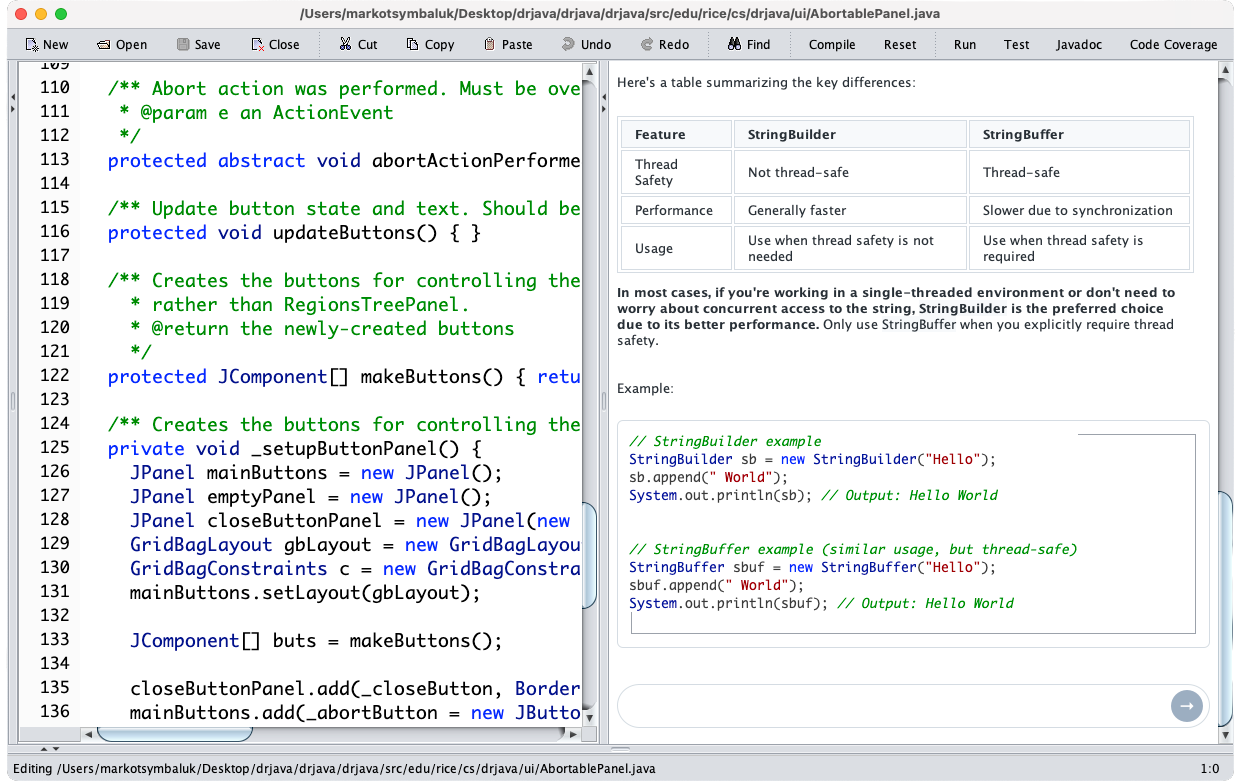 /Users/markotsymbaluk/Desktop/drjava/drjava/drjava/src/edu/rice/cs/drjava/ui/AbortablePanel.java
New Open Save Close Cut Copy Paste Undo Redo Find Compile Reset Run Test Javadoc Code Coverage
109
110 /** Abort action was performed. Must be ove
111 * @param e an ActionEvent
112 */
113 protected abstract void abortActionPerforme
114
115 /** Update button state and text. Should be
116 protected void updateButtons() { }
117
118 /** Creates the buttons for controlling the
119 * rather than RegionsTreePanel.
120 * @return the newly-created buttons
121 */
122 protected JComponent[] makeButtons() { retu
123
124 /** Creates the buttons for controlling the
125 private void _setupButtonPanel() {
126 JPanel mainButtons = new JPanel();
127 JPanel emptyPanel = new JPanel();
128 JPanel closeButtonPanel = new JPanel(new
129 GridBagLayout gbLayout = new GridBagLayou
130 GridBagConstraints c = new GridBagConstra
131 mainButtons.setLayout(gbLayout);
132
133 JComponent[] buts = makeButtons();
134
135 closeButtonPanel.add(_closeButton, Border
136 mainButtons.add(_abortButton = new JButto
Here's a table summarizing the key differences:
Feature StringBuilder StringBuffer
Thread
Safety
Not thread-safe Thread-safe
Performance Generally faster Slower due to synchronization
Usage
Use when thread safety is not
needed
Use when thread safety is
required
In most cases, if you're working in a single-threaded environment or don't need to
worry about concurrent access to the string, StringBuilder is the preferred choice
due to its better performance. Only use StringBuffer when you explicitly require thread
safety.
Example:
// StringBuilder example
StringBuilder sb = new StringBuilder("Hello");
sb.append(" World");
System.out.println(sb); // Output: Hello World
// StringBuffer example (similar usage, but thread-safe)
StringBuffer sbuf = new StringBuffer("Hello");
sbuf.append(" World");
System.out.println(sbuf); // Output: Hello World
Editing /Users/markotsymbaluk/Desktop/drjava/drjava/drjava/src/edu/rice/cs/drjava/ui/AbortablePanel.java 1:0